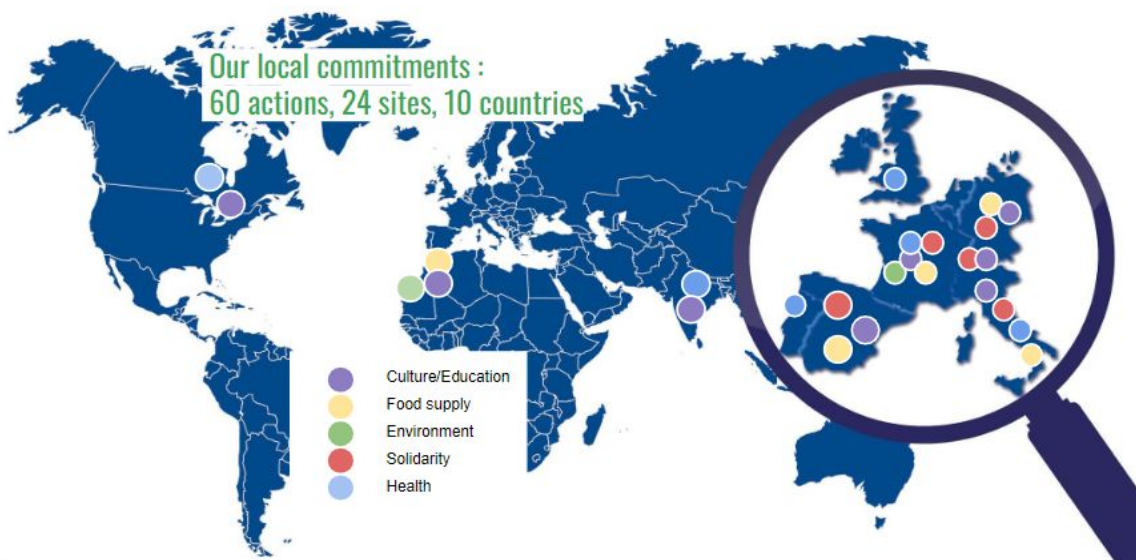 Our local commitments :
60 actions, 24 sites, 10 countries
Culture/Education
Food supply
Environment
Solidarity
Health